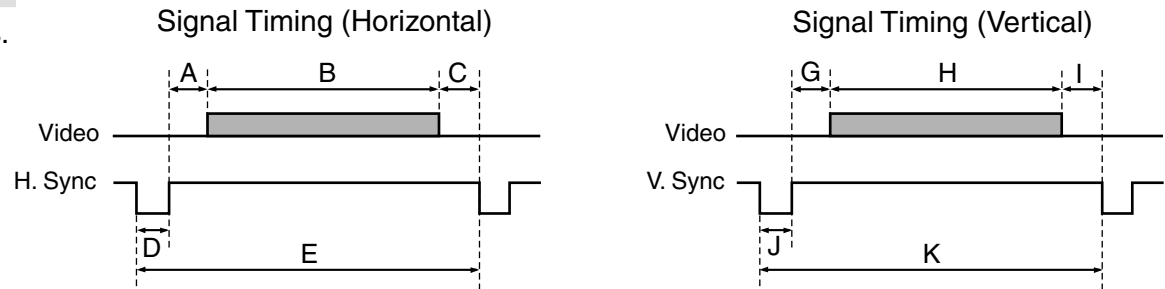 Signal Timing (Horizontal)
Signal Timing (Vertical)
A B C
G H I
Video
Video
H. Sync
V. Sync
D
E
J
K